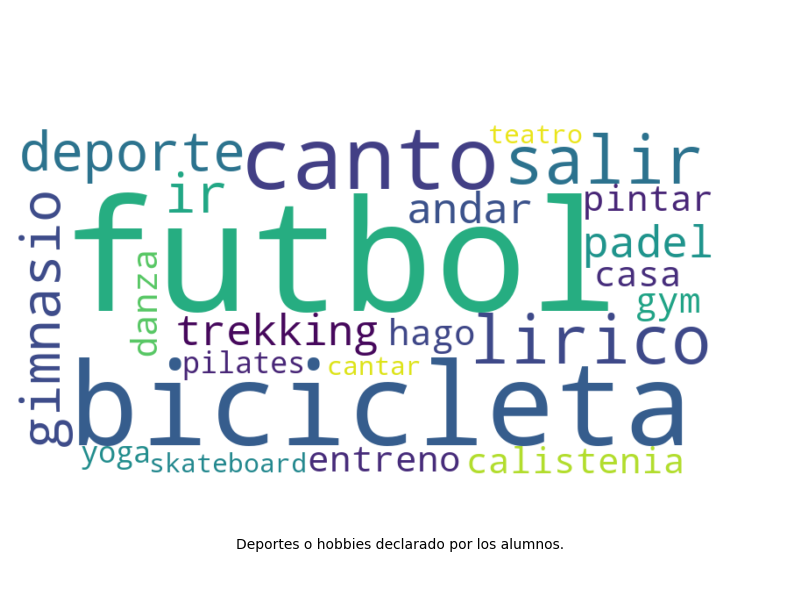 teatro
deporte
canto
salir
ir
andar
pintar
gimnasio
futbol
padel
danza
casa
gym
trekking
hago
lirico
pilates
cantar
bicicleta
yoga
skateboard
entreno
calistenia
Deportes o hobbies declarado por los alumnos.